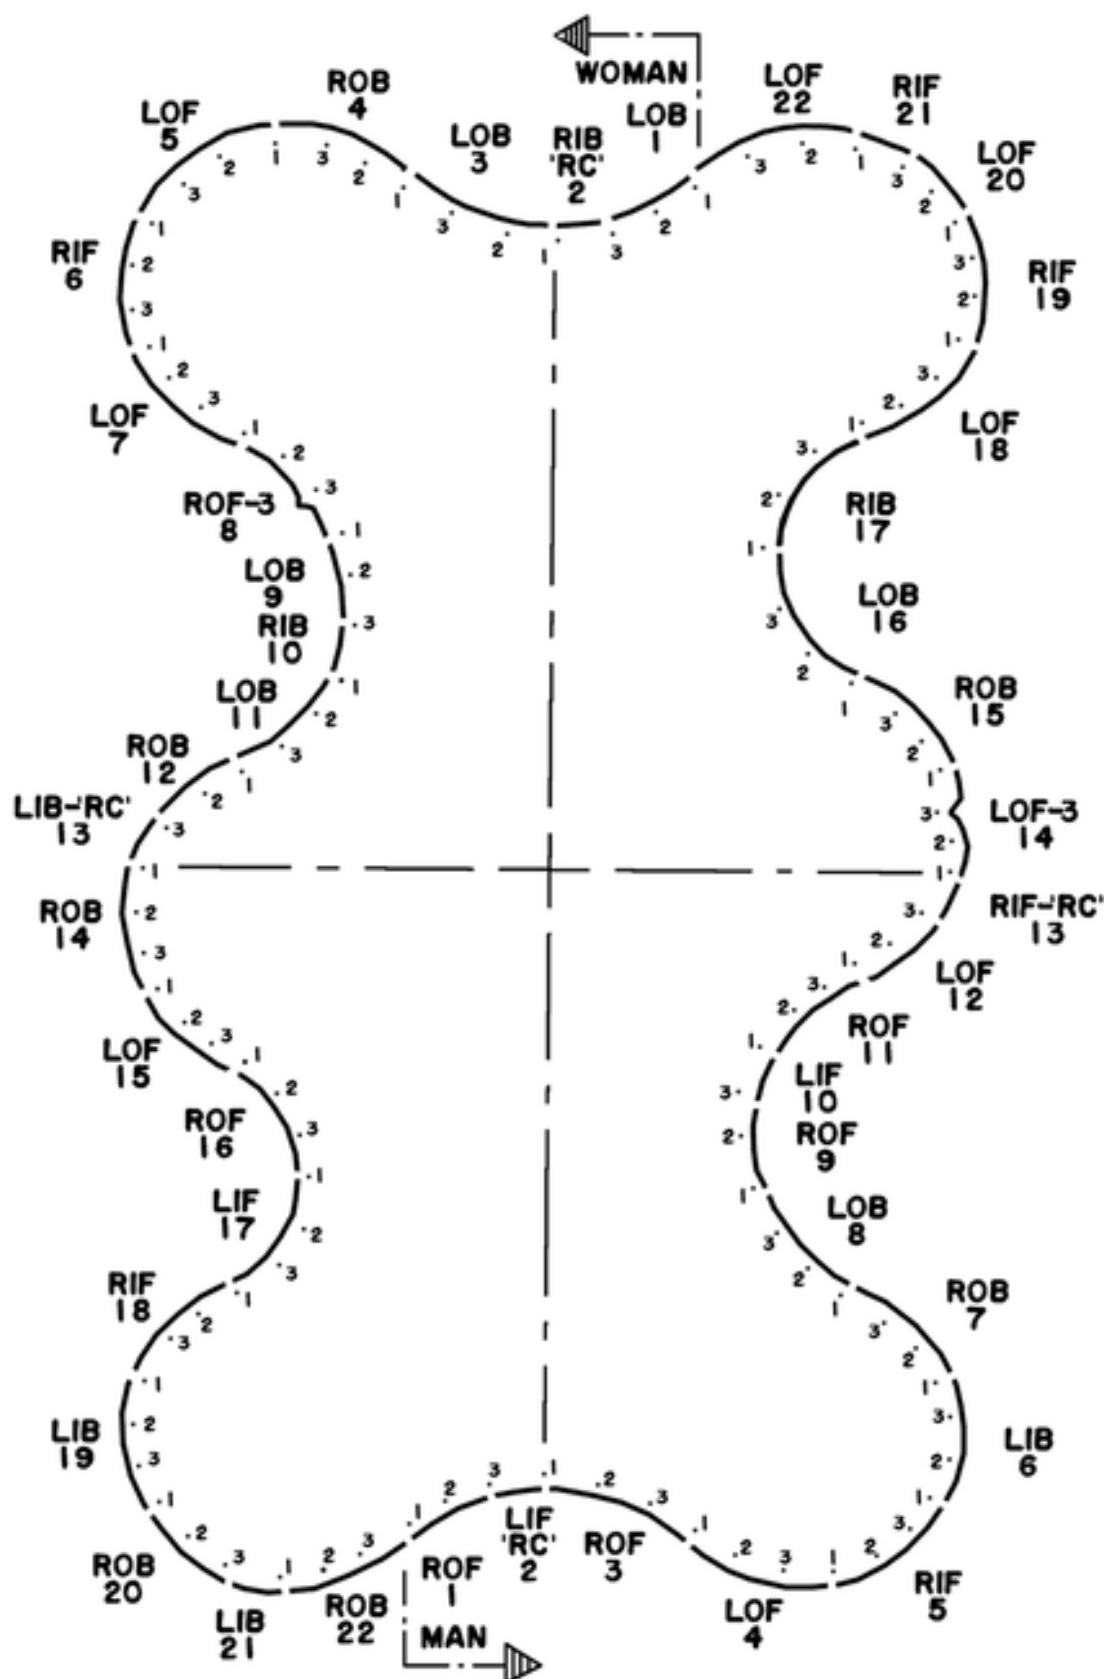 WOMAN
LOB
1
RIB
'RC'
2
LOB
3
ROB
4
LOF
5
RIF
6
LOF
7
ROF-3
8
LOB
9
RIB
10
LOB
11
ROB
12
LIB-'RC'
13
ROB
14
LOF
15
ROF
16
LIF
17
RIF
18
LIB
19
ROB
20
LIB
21
ROB
22
MAN
ROF
1
LIF
'RC'
2
ROF
3
LOF
4
RIF
5
LIB
6
ROB
7
LOB
8
ROF
9
LIF
10
ROF
11
LOF
12
RIF-'RC'
13
LOF-3
14
ROB
15
LOB
16
RIB
17
LOF
18
RIF
19
LOF
20
RIF
21
LOF
22